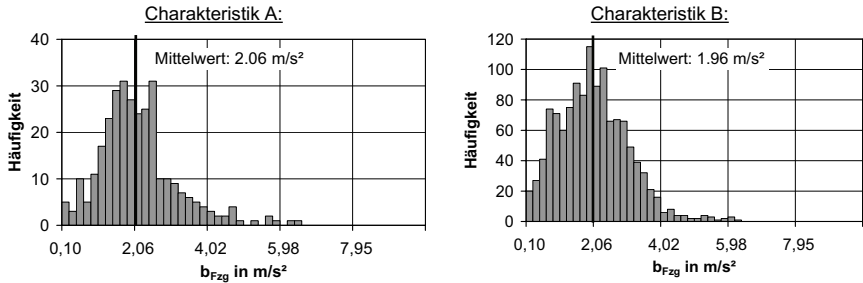 Charakteristik A:
40
30
20
10
0
Häufigkeit
Mittelwert: 2.06 m/s²
0,10 2,06 4,02 5,98 7,95
b_Fzg in m/s²
Charakteristik B:
120
100
80
60
40
20
0
Häufigkeit
Mittelwert: 1.96 m/s²
0,10 2,06 4,02 5,98 7,95
b_Fzg in m/s²